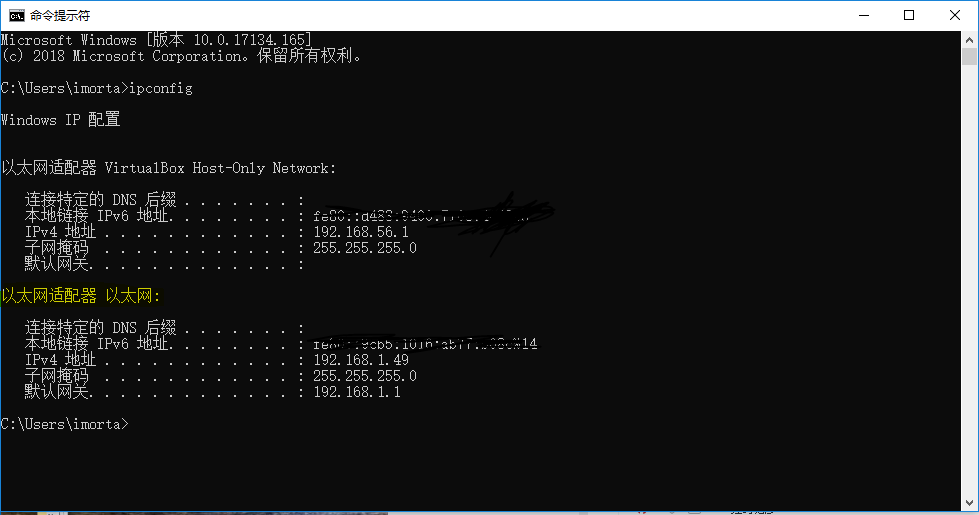 命令提示符
Microsoft Windows [版本 10.0.17134.165]
(c) 2018 Microsoft Corporation。保留所有权利。
C:\Users\imorta>ipconfig
Windows IP 配置
以太网适配器 VirtualBox Host-Only Network:
连接特定的 DNS 后缀 . . . . . . . :
本地链接 IPv6 地址. . . . . . . . :
IPv4 地址 . . . . . . . . . . . . : 192.168.56.1
子网掩码 . . . . . . . . . . . . : 255.255.255.0
默认网关. . . . . . . . . . . . . :
以太网适配器 以太网:
连接特定的 DNS 后缀 . . . . . . . :
本地链接 IPv6 地址. . . . . . . . :
IPv4 地址 . . . . . . . . . . . . : 192.168.1.49
子网掩码 . . . . . . . . . . . . : 255.255.255.0
默认网关. . . . . . . . . . . . . : 192.168.1.1
C:\Users\imorta>